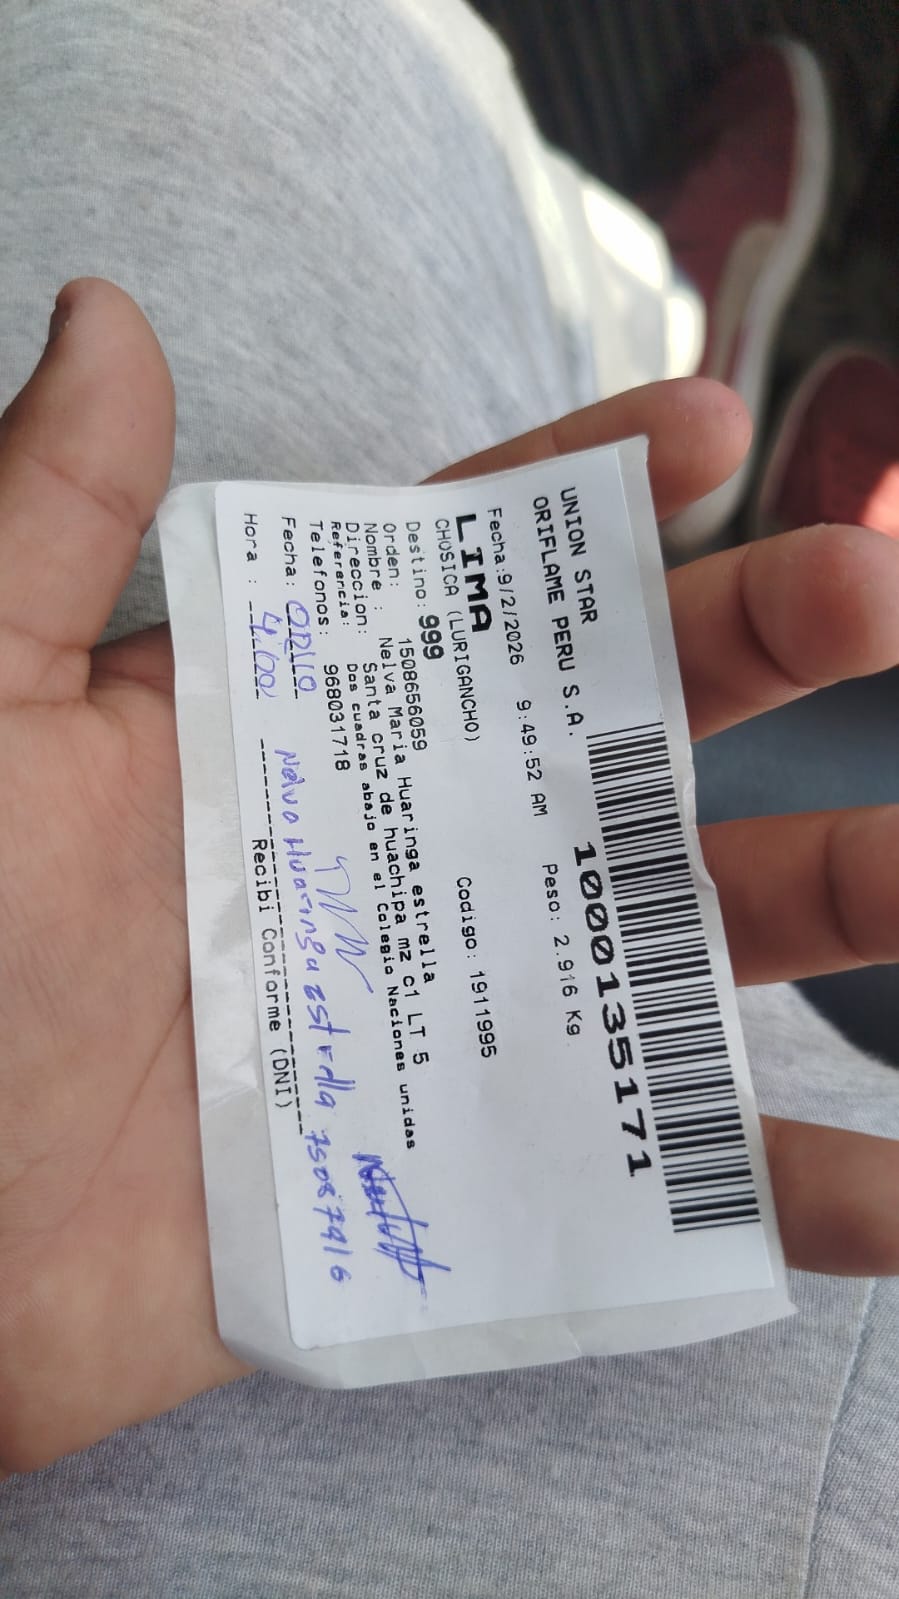 UNION STAR
ORIFLAME PERU S.A.
10001351​71
Fecha:9/2/2026 9:49:52 AM Peso: 2.916 Kg
LIMA
CHOSICA (LURIGANCHO) Codigo: 1911995
Destino: 999
Orden: 1508656059
Nombre : Nelva Maria Huaringa estrella
Direccion: Santa cruz de huachipa mz C1 LT 5
Referencia: Dos cuadras abajo en el Colegio Naciones unidas
Telefonos: 968031718
Fecha:
Hora : 4:00
Nelva Huaringa Estrella 75087916
Recibi Conforme (DNI)